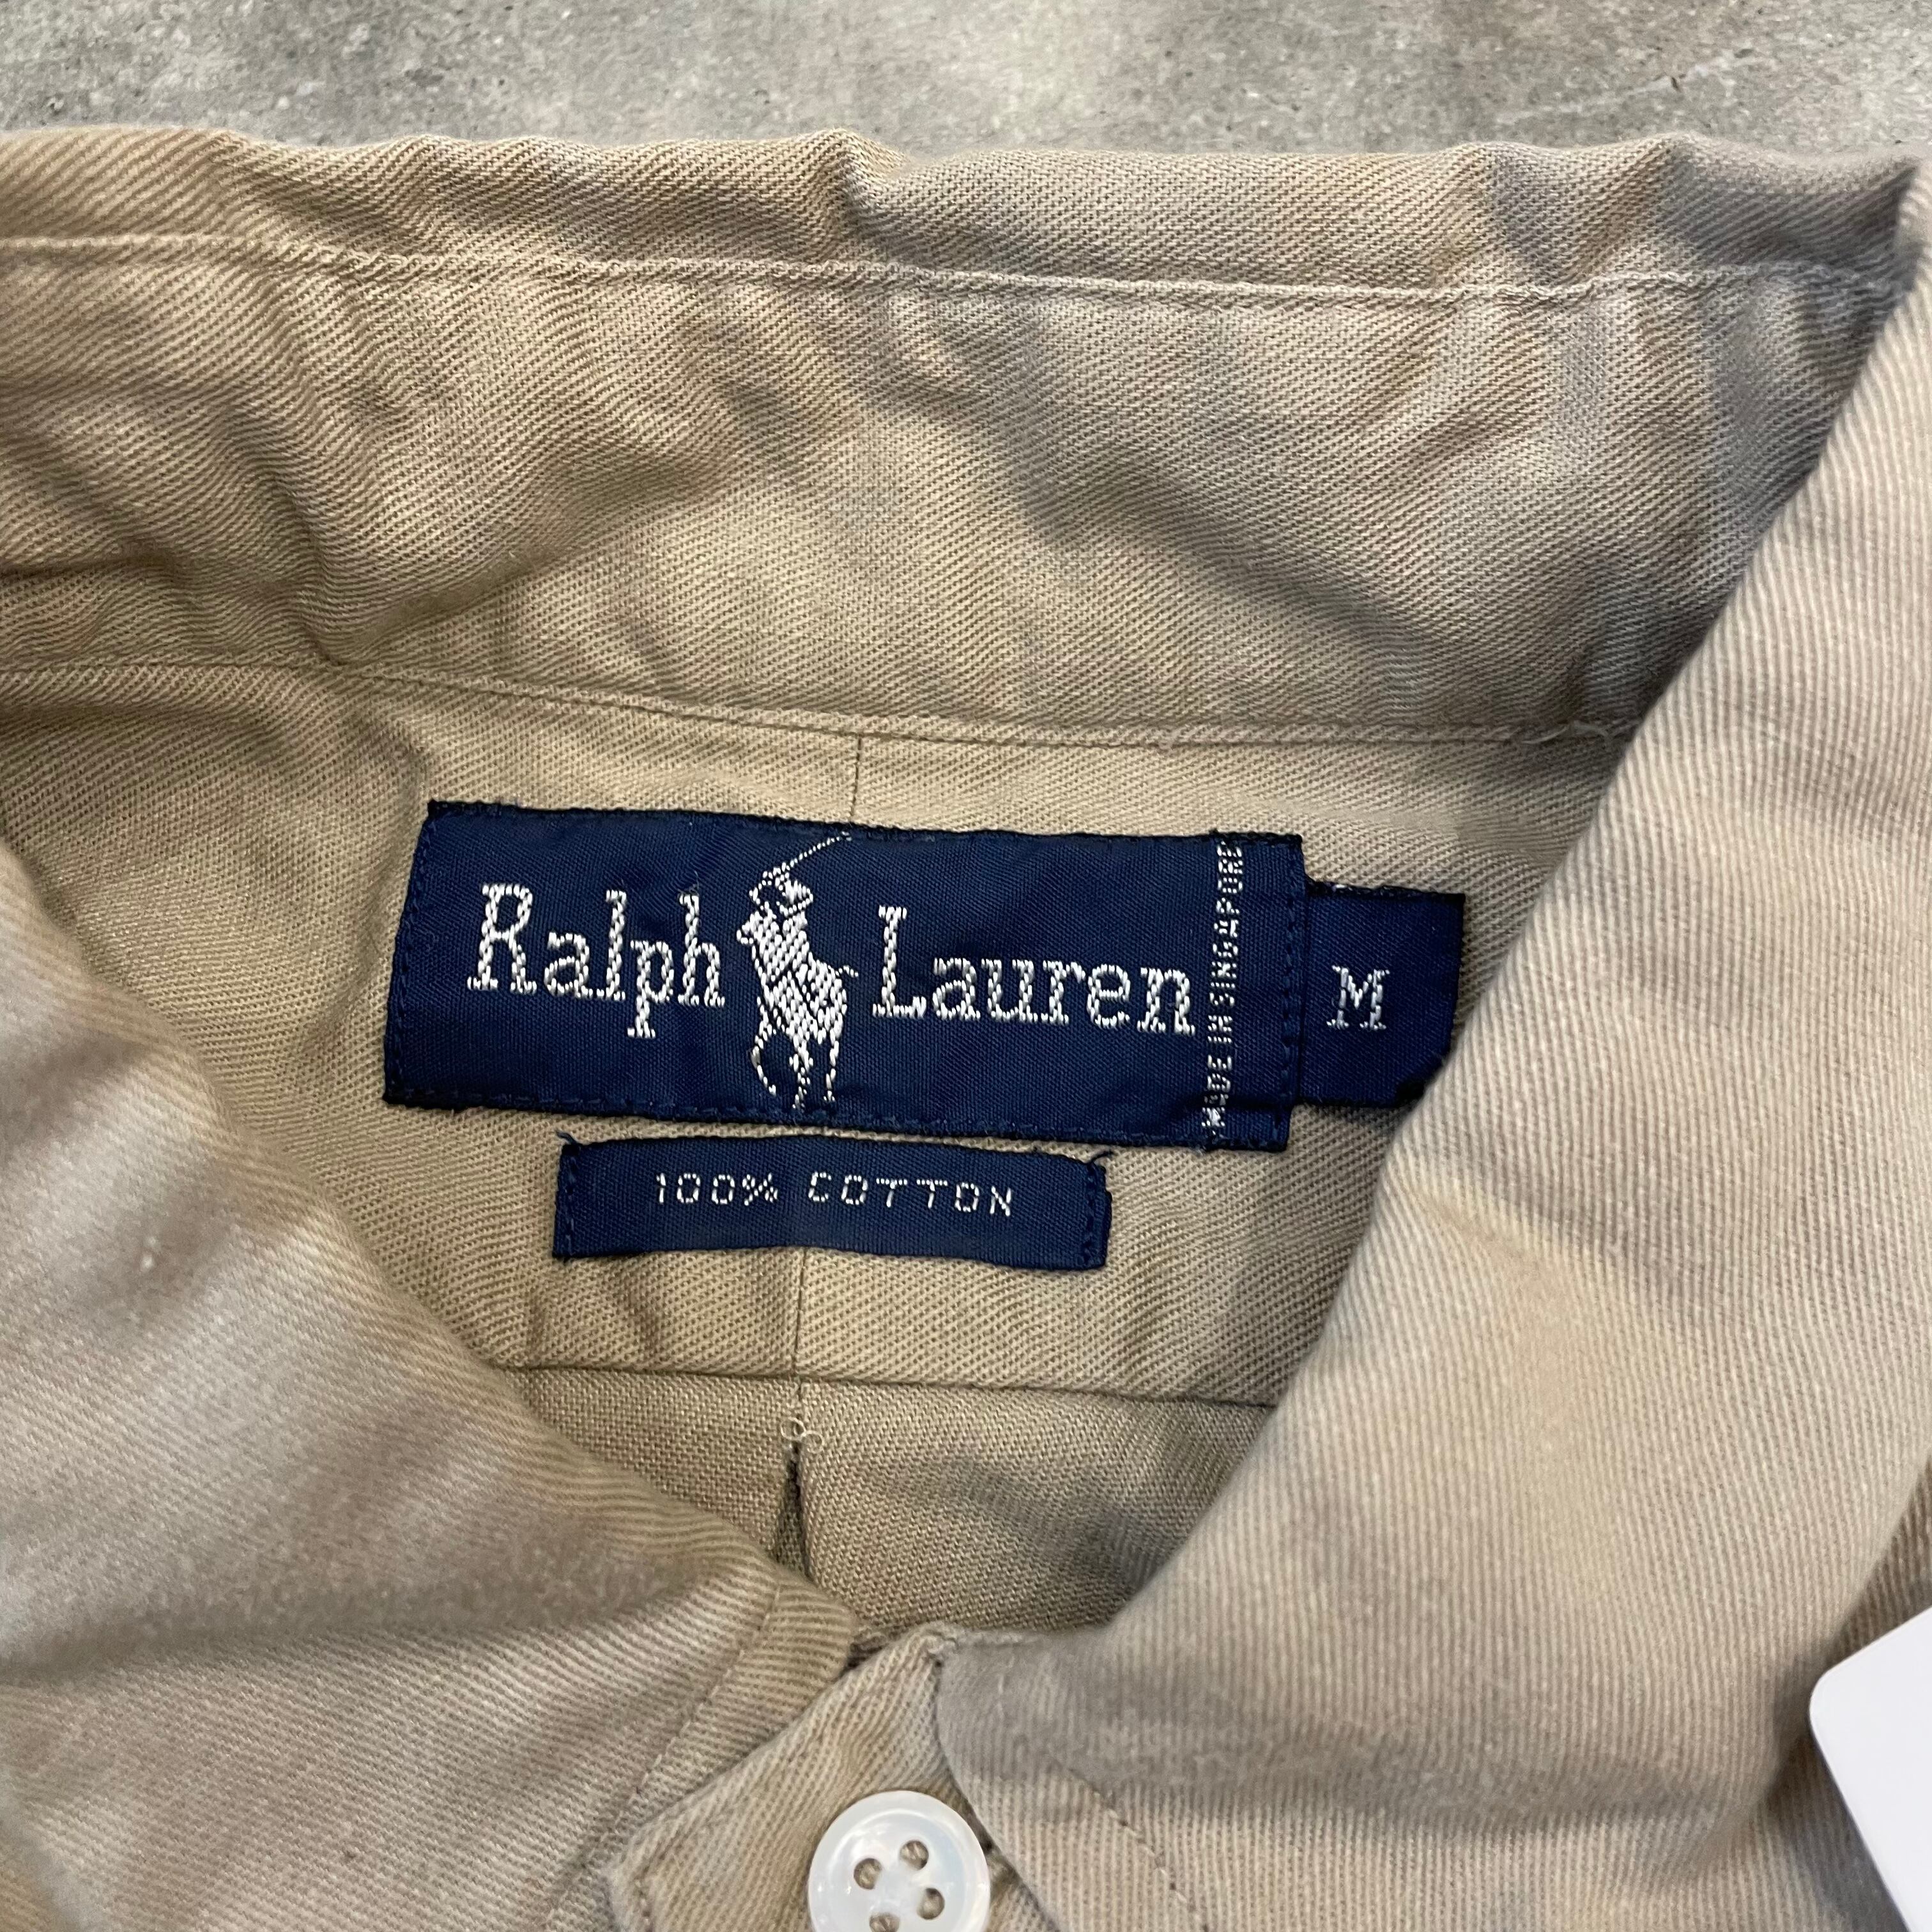 Ralph Lauren
MADE IN SINGAPORE
M
100% COTTON